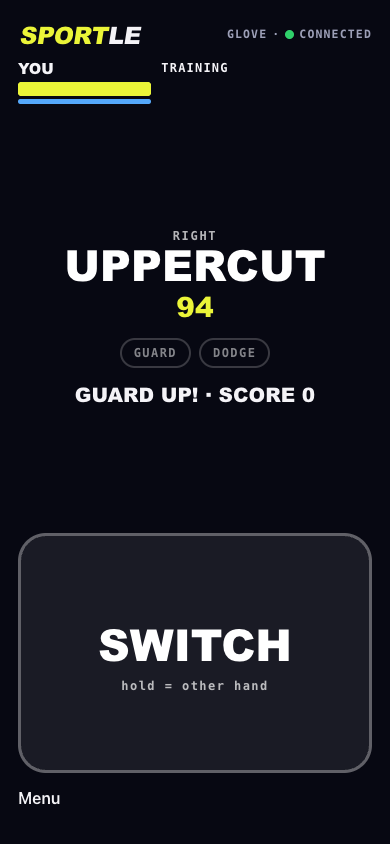 SPORTLE
GLOVE · CONNECTED
YOU
TRAINING
RIGHT
UPPERCUT
94
GUARD
DODGE
GUARD UP! · SCORE 0
SWITCH
hold = other hand
Menu